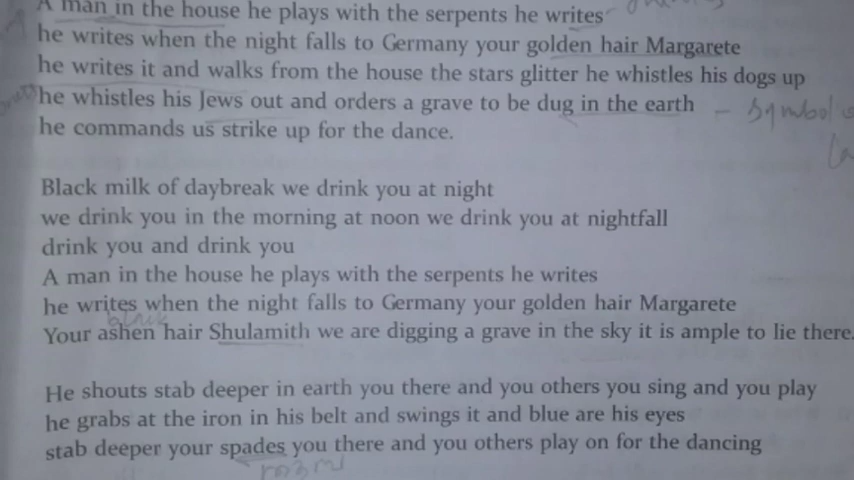 A man in the house he plays with the serpents he writes
he writes when the night falls to Germany your golden hair Margarete
he writes it and walks from the house the stars glitter he whistles his dogs up
he whistles his Jews out and orders a grave to be dug in the earth - Symbol
he commands us strike up for the dance.
Black milk of daybreak we drink you at night
we drink you in the morning at noon we drink you at nightfall
drink you and drink you
A man in the house he plays with the serpents he writes
he writes when the night falls to Germany your golden hair Margarete
Your ashen hair Shulamith we are digging a grave in the sky it is ample to lie there.
He shouts stab deeper in earth you there and you others you sing and you play
he grabs at the iron in his belt and swings it and blue are his eyes
stab deeper your spades you there and you others play on for the dancing